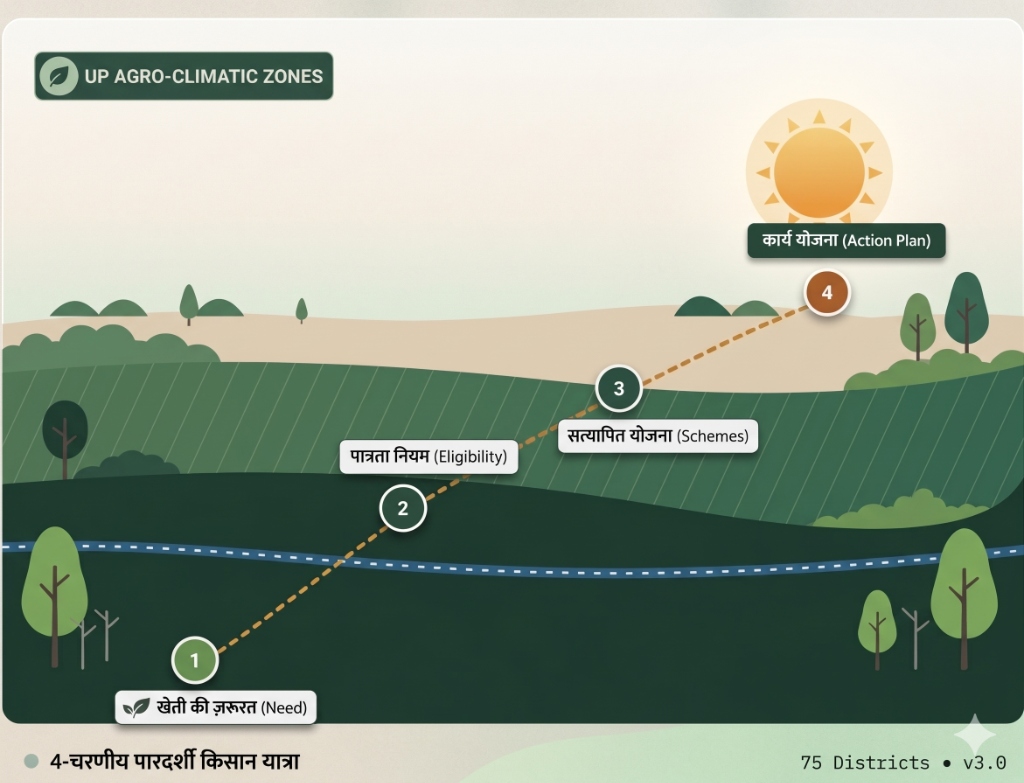 UP AGRO-CLIMATIC ZONES
कार्य योजना (Action Plan)
4
3
सत्यापित योजना (Schemes)
पात्रता नियम (Eligibility)
2
1
खेती की ज़रूरत (Need)
4-चरणीय पारदर्शी किसान यात्रा
75 Districts • v3.0